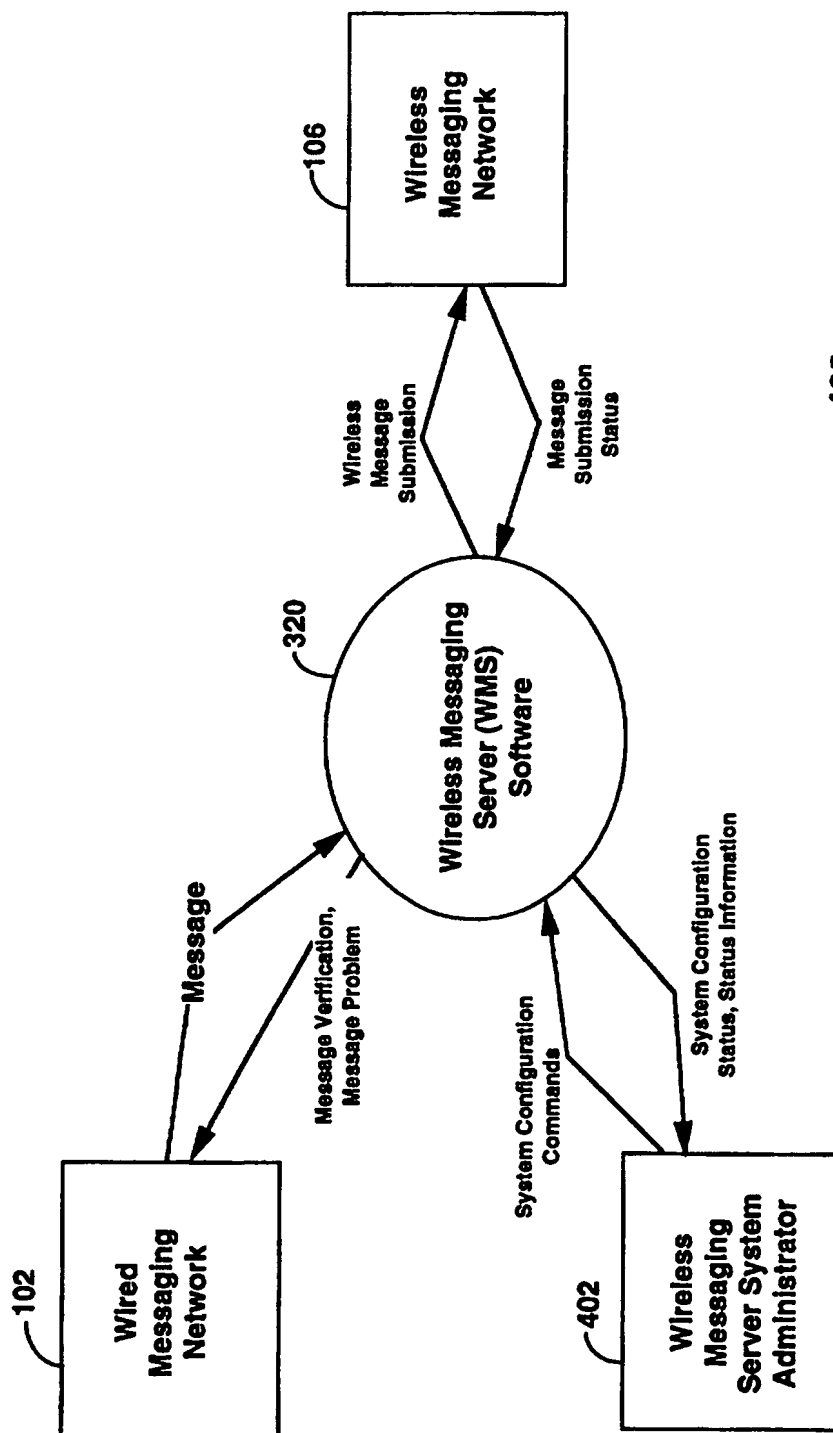 102
Wired
Messaging
Network
Message
Message Verification,
Message Problem
320
Wireless Messaging
Server (WMS)
Software
106
Wireless
Messaging
Network
Wireless
Message
Submission
Message
Submission
Status
402
Wireless
Messaging
Server System
Administrator
System Configuration
Commands
System Configuration
Status, Status Information